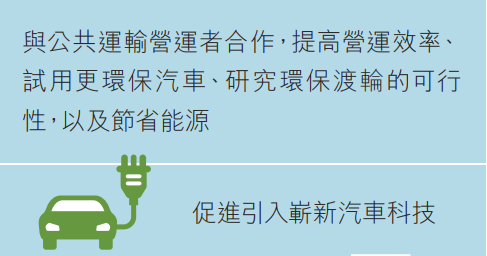 與公共運輸營運者合作，提高營運效率、
試用更環保汽車、研究環保渡輪的可行
性，以及節省能源
促進引入嶄新汽車科技